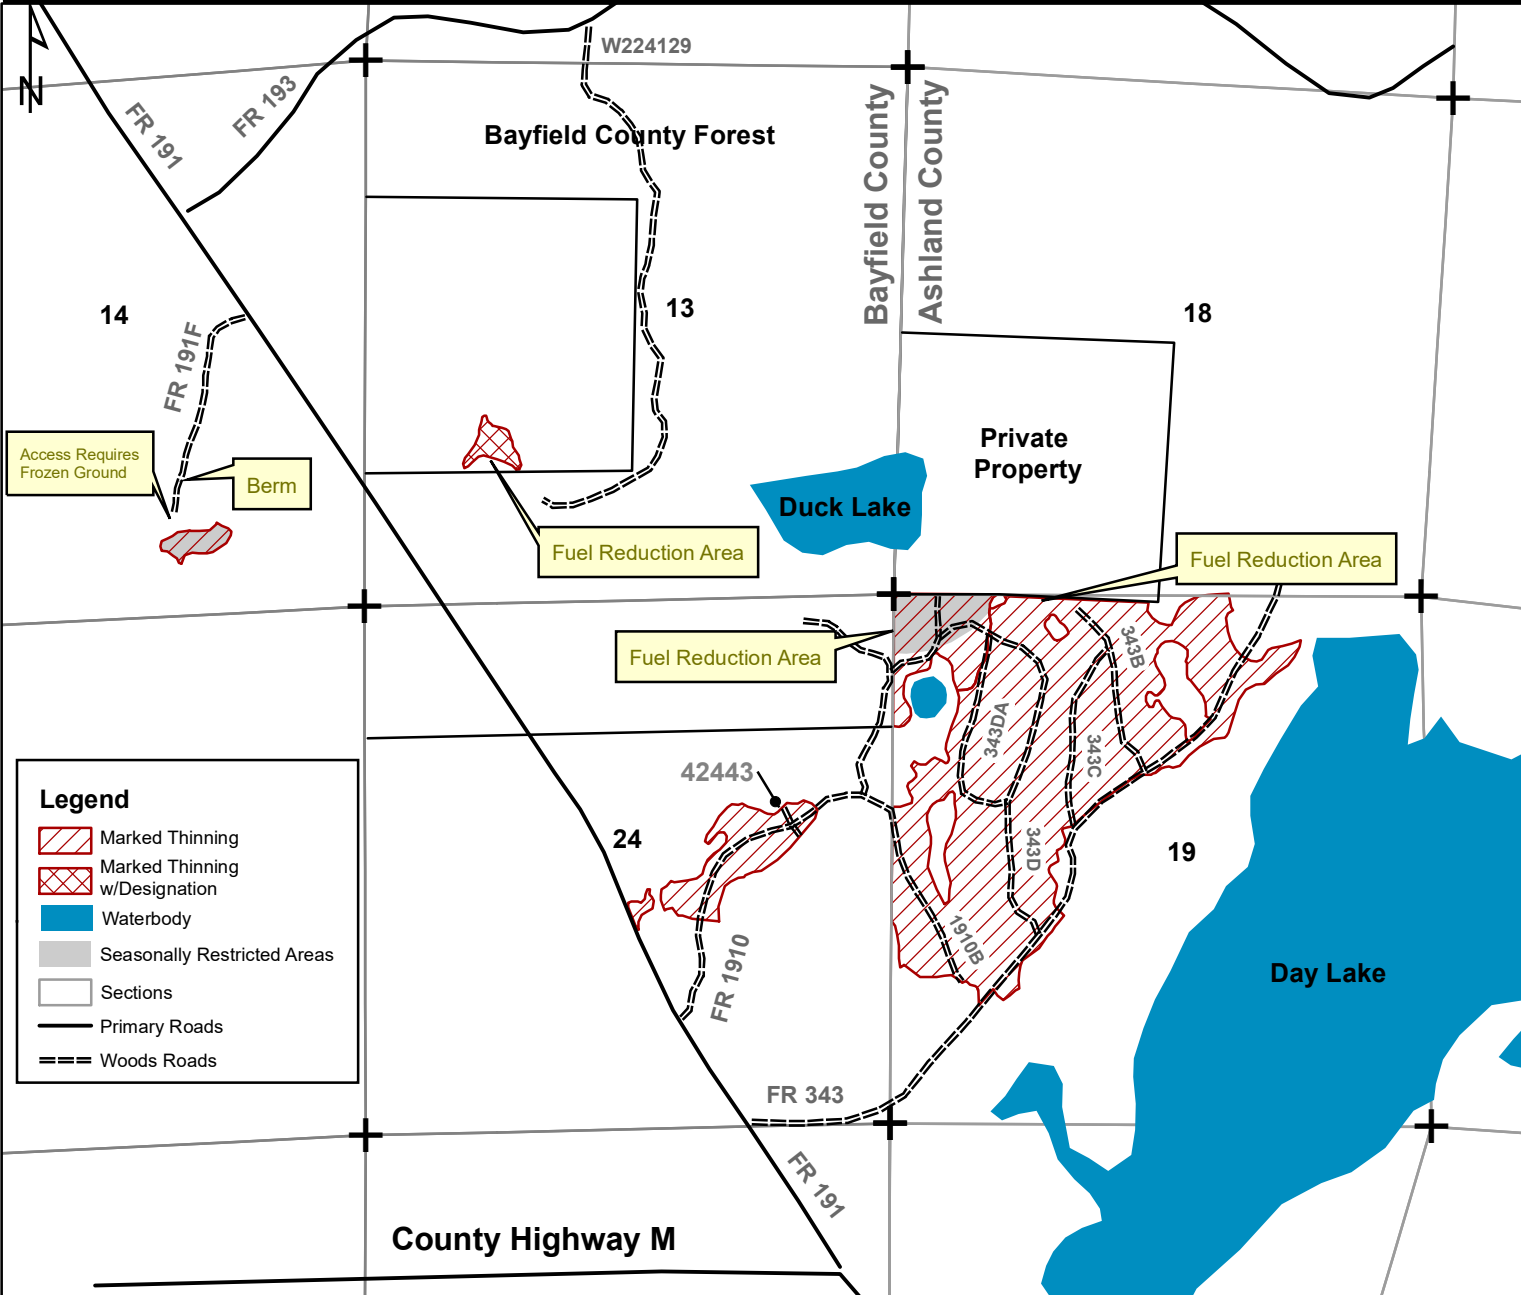 W224129
N
FR 193
FR 191
Bayfield County Forest
Bayfield County
Ashland County
14
13
18
FR 191F
Private
Property
Access Requires
Frozen Ground
Berm
Duck Lake
Fuel Reduction Area
Fuel Reduction Area
Fuel Reduction Area
343B
343DA
343C
42443
24
343D
19
1910B
FR 1910
Day Lake
Legend
Marked Thinning
Marked Thinning
w/Designation
Waterbody
Seasonally Restricted Areas
Sections
Primary Roads
Woods Roads
FR 343
FR 191
County Highway M